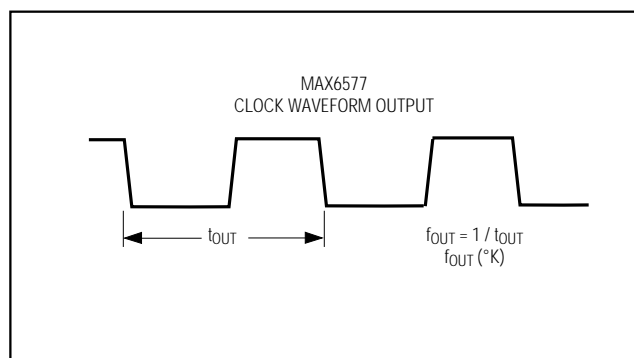 MAX6577
CLOCK WAVEFORM OUTPUT
tOUT
fOUT = 1 / tOUT
fOUT (°K)